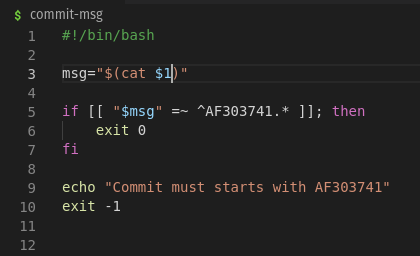 $ commit-msg
1 #!/bin/bash
2
3 msg="$(cat $1)"
4
5 if [[ "$msg" =~ ^AF303741.* ]]; then
6     exit 0
7 fi
8
9 echo "Commit must starts with AF303741"
10 exit -1
11
12